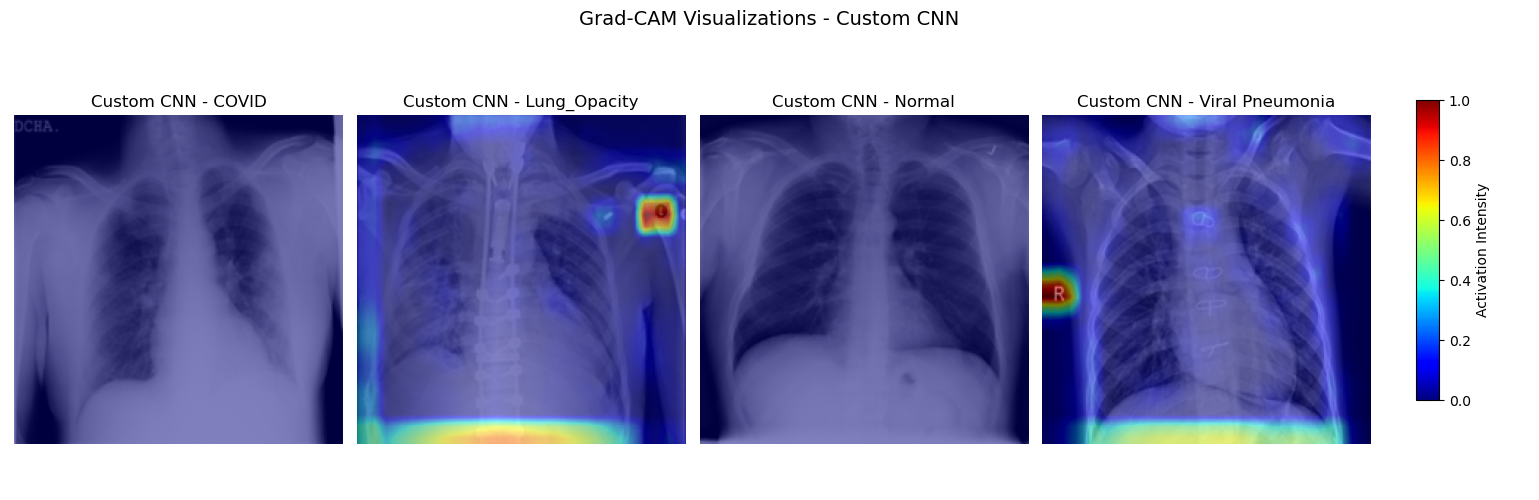 Grad-CAM Visualizations - Custom CNN
Custom CNN - COVID
Custom CNN - Lung_Opacity
Custom CNN - Normal
Custom CNN - Viral Pneumonia
DCHA.
R
1.0
0.8
0.6
0.4
0.2
0.0
Activation Intensity